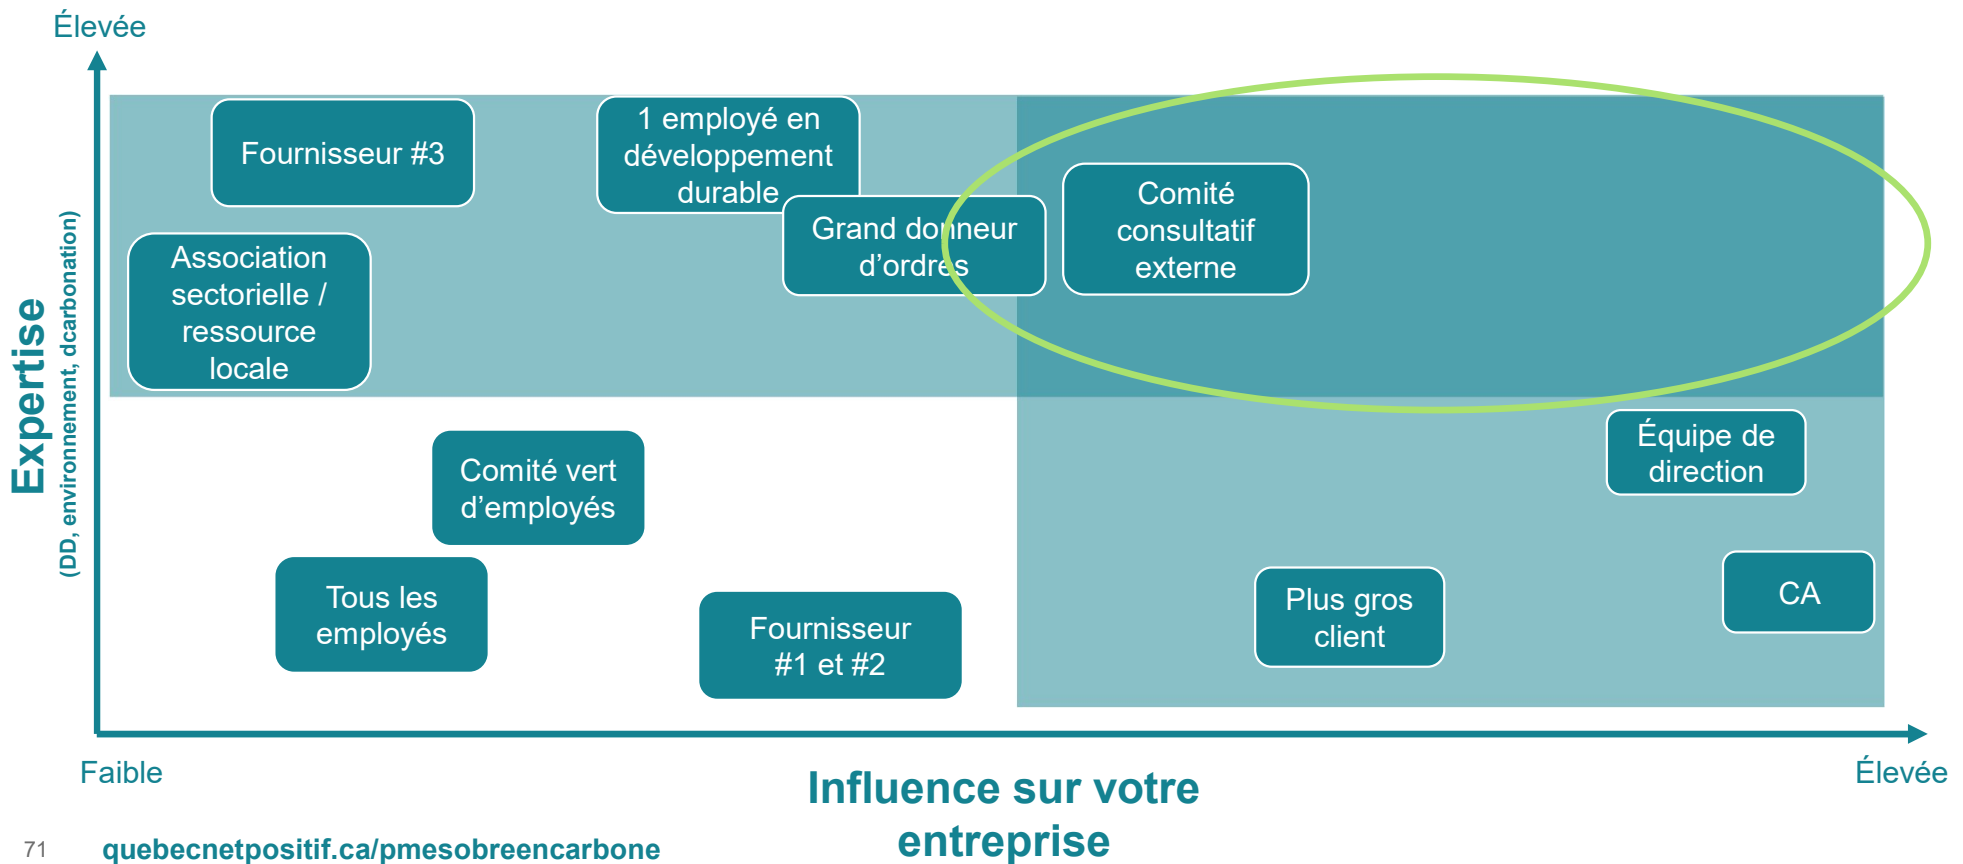 Élevée
Fournisseur #3
1 employé en
développement
durable
Grand donneur
d’ordres
Comité
consultatif
externe
Association
sectorielle /
ressource
locale
Expertise
(DD, environnement, dcarbonation)
Comité vert
d’employés
Équipe de
direction
Tous les
employés
Fournisseur
#1 et #2
Plus gros
client
CA
Faible
Influence sur votre
entreprise
Élevée
71
quebecnetpositif.ca/pmesobreencarbone